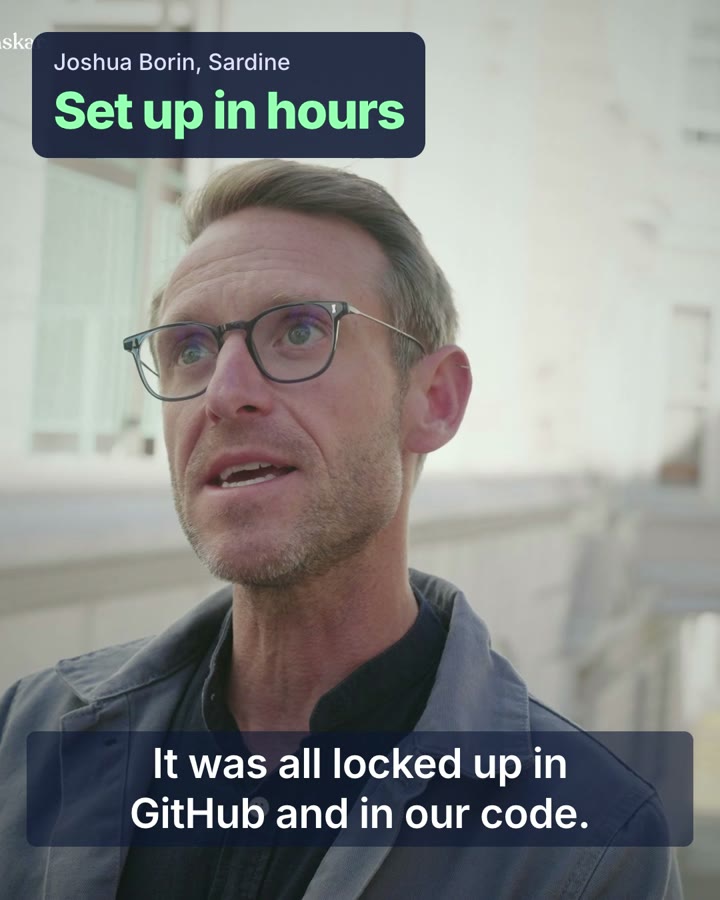 Joshua Borin, Sardine
Set up in hours
It was all locked up in
GitHub and in our code.